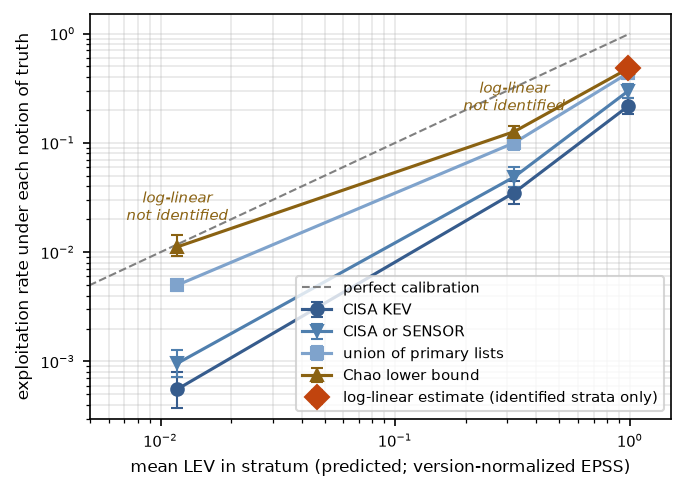 exploitation rate under each notion of truth
10⁰
10⁻¹
10⁻²
10⁻³
log-linear
not identified
log-linear
not identified
perfect calibration
CISA KEV
CISA or SENSOR
union of primary lists
Chao lower bound
log-linear estimate (identified strata only)
10⁻²
10⁻¹
10⁰
mean LEV in stratum (predicted; version-normalized EPSS)